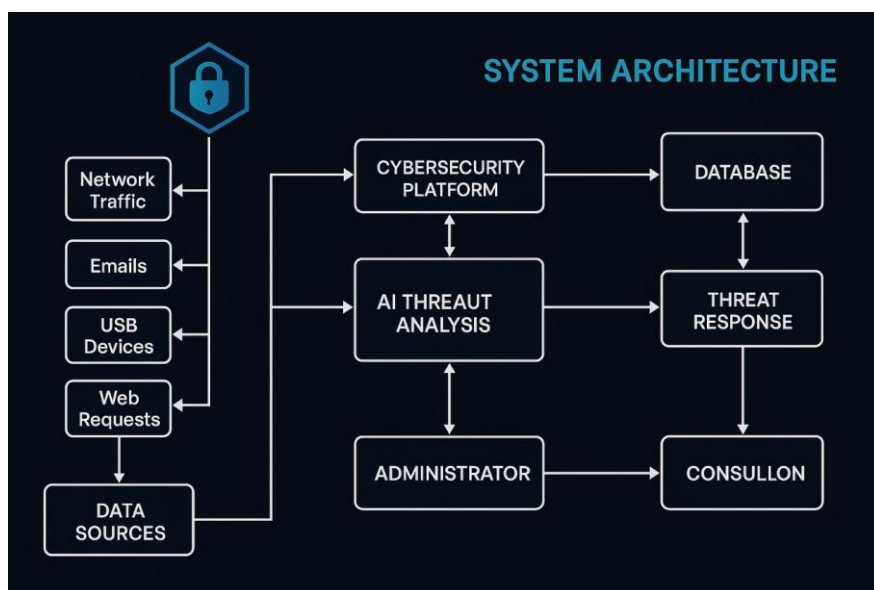 SYSTEM ARCHITECTURE
Network
Traffic
Emails
USB
Devices
Web
Requests
DATA
SOURCES
CYBERSECURITY
PLATFORM
DATABASE
AI THREAUT
ANALYSIS
THREAT
RESPONSE
ADMINISTRATOR
CONSULLON